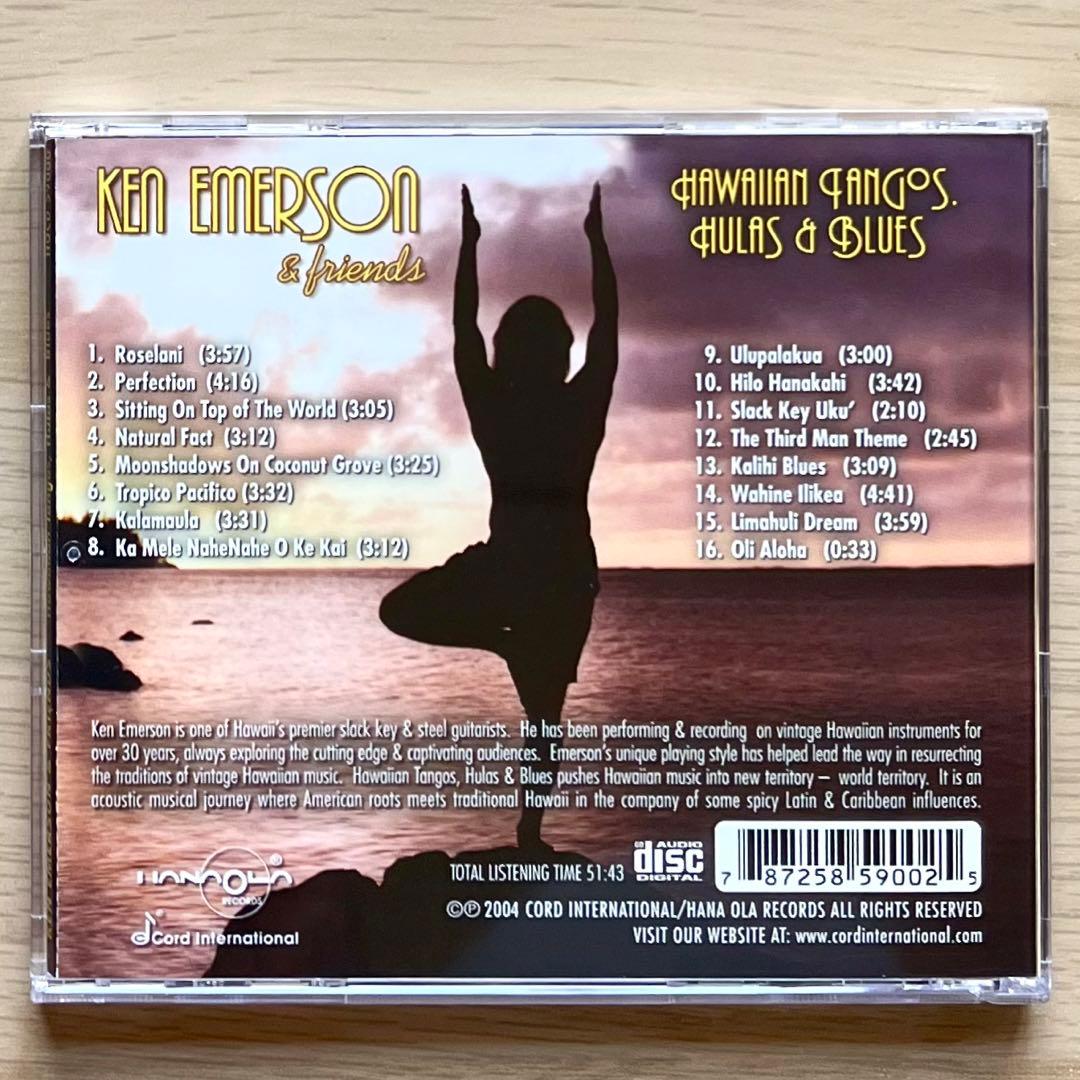 KEN EMERSON
& friends
HAWAIIAN TANGOS,
HULAS & BLUES
1. Roselani (3:57)
2. Perfection (4:16)
3. Sitting On Top of The World (3:05)
4. Natural Fact (3:12)
5. Moonshadows On Coconut Grove (3:25)
6. Tropico Pacifico (3:32)
7. Kalamaula (3:31)
8. Ka Mele NaheNahe O Ke Kai (3:12)
9. Ulupalakua (3:00)
10. Hilo Hanakahi (3:42)
11. Slack Key Uku' (2:10)
12. The Third Man Theme (2:45)
13. Kalihi Blues (3:09)
14. Wahine Ilikea (4:41)
15. Limahuli Dream (3:59)
16. Oli Aloha (0:33)
Ken Emerson is one of Hawaii's premier slack key & steel guitarists. He has been performing & recording on vintage Hawaiian instruments for
over 30 years, always exploring the cutting edge & captivating audiences. Emerson's unique playing style has helped lead the way in resurrecting
the traditions of vintage Hawaiian music. Hawaiian Tangos, Hulas & Blues pushes Hawaiian music into new territory – world territory. It is an
acoustic musical journey where American roots meets traditional Hawaii in the company of some spicy Latin & Caribbean influences.
HANA OLA ®
RECORDS
Cord International
TOTAL LISTENING TIME 51:43
COMPACT disc DIGITAL AUDIO
7 87258 59002 5
©℗ 2004 CORD INTERNATIONAL/HANA OLA RECORDS ALL RIGHTS RESERVED
VISIT OUR WEBSITE AT: www.cordinternational.com